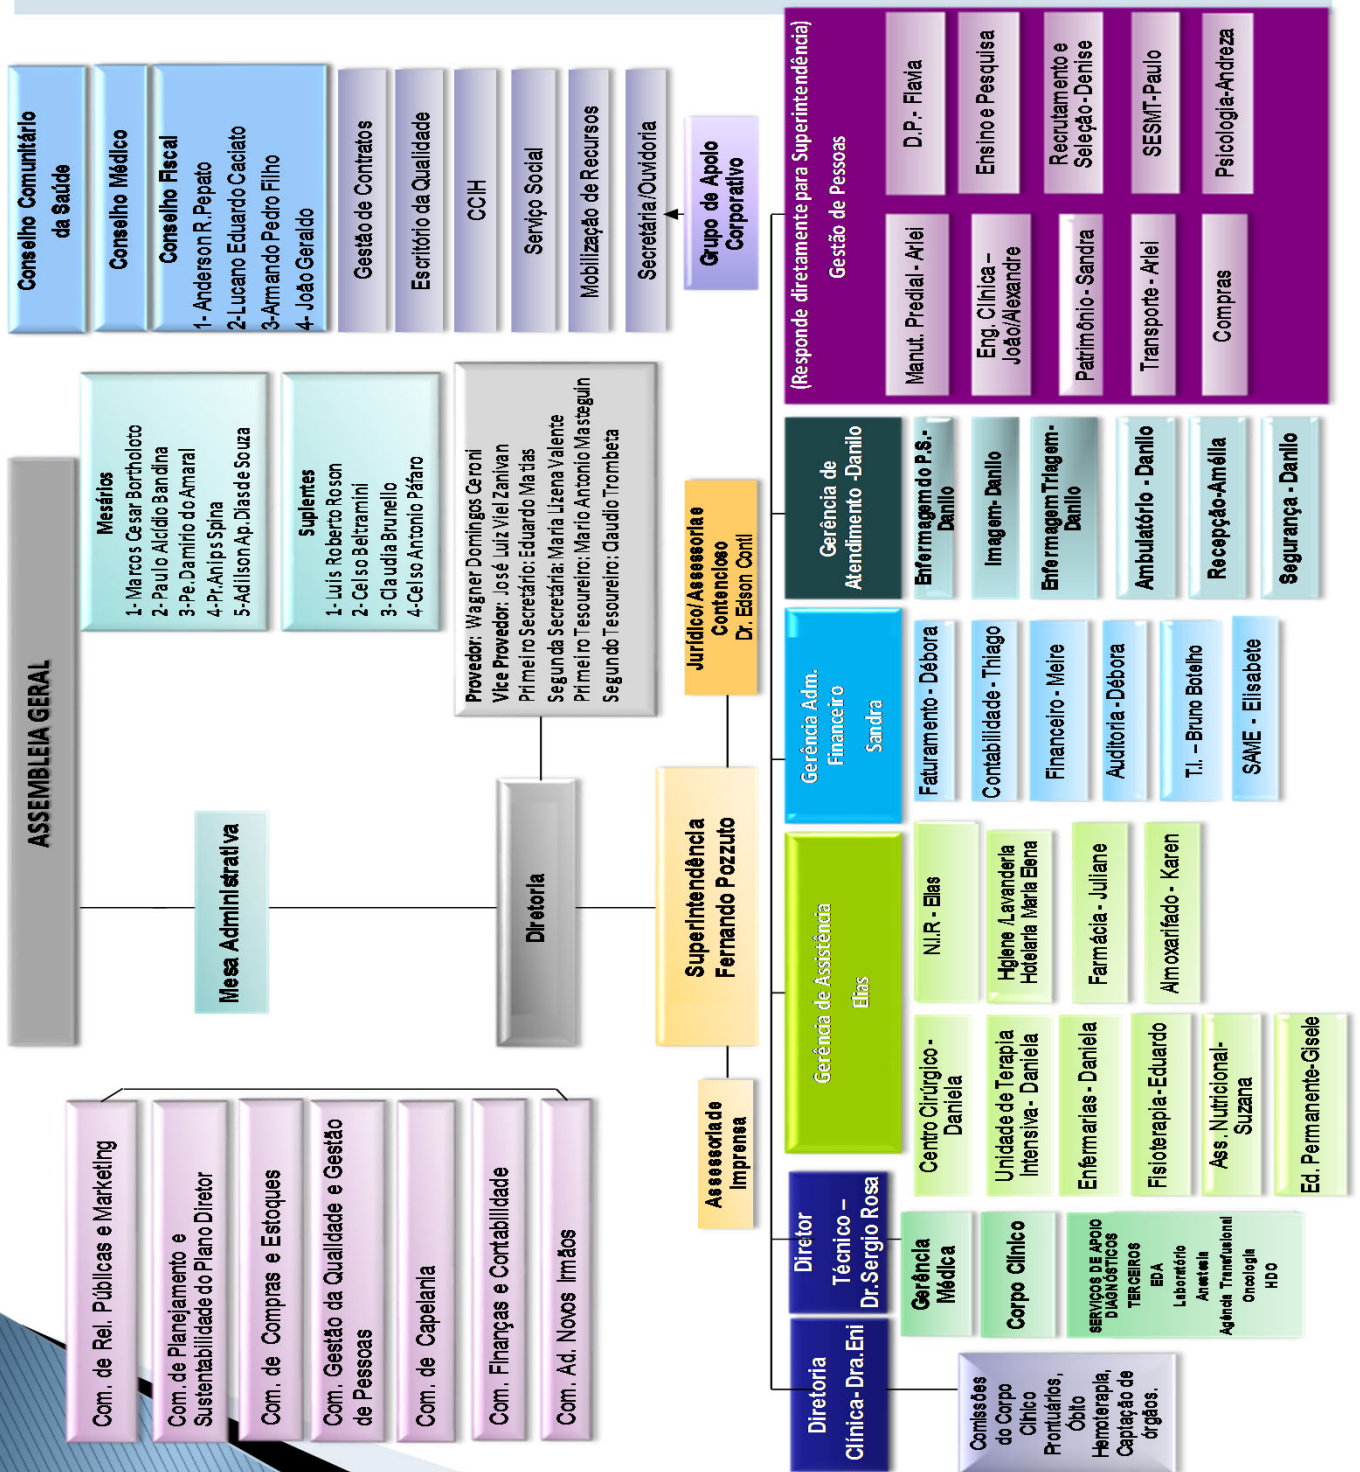 ASSEMBLEIA GERAL
Com. de Rel. Públicas e Marketing
Com. de Planejamento e
Sustentabilidade do Plano Diretor
Com. de Compras e Estoques
Com. Gestão da Qualidade e Gestão
de Pessoas
Com. de Capelania
Com. Finanças e Contabilidade
Com. Ad. Novos Irmãos
Mesa Administrativa
Mesários
1- Marcos Cesar Bortholoto
2- Paulo Alcídio Bandina
3-Pe.Damírio do Amaral
4-Pr.Anips Spina
5-Adilson Ap.Dias de Souza
Suplentes
1- Luís Roberto Roson
2- Celso Beltramini
3- Claudia Brunello
4-Celso Antonio Páfaro
Conselho Comunitário
da Saúde
Conselho Médico
Conselho Fiscal
1- Anderson R.Pepato
2-Lucano Eduardo Caciato
3-Armando Pedro Filho
4- João Geraldo
Gestão de Contratos
Escritório da Qualidade
CCIH
Serviço Social
Mobilização de Recursos
Secretária/Ouvidoria
Grupo de Apoio
Corporativo
Diretoria
Provedor: Wagner Domingos Ceroni
Vice Provedor: José Luiz Viel Zanivan
Primeiro Secretário: Eduardo Matias
Segunda Secretária: Maria Lizena Valente
Primeiro Tesoureiro: Mario Antonio Masteguin
Segundo Tesoureiro: Claudio Trombeta
Assessoria de
Imprensa
Superintendência
Fernando Pozzuto
Jurídico/Assessoria e
Contencioso
Dr. Edson Conti
Diretoria
Clínica- Dra.Eni
Comissões
do Corpo
Clínico
Prontuários,
Óbito
Hemoterapia,
Captação de
órgãos.
Diretor
Técnico –
Dr.Sergio Rosa
Gerência
Médica
Corpo Clínico
SERVIÇOS DE APOIO
DIAGNÓSTICOS
TERCEIROS
EDA
Laboratório
Anestesia
Agência Transfusional
Oncologia
HDO
Gerência de Assistência
Elias
Centro Cirúrgico -
Daniela
Unidade de Terapia
Intensiva- Daniela
Enfermarias - Daniela
Fisioterapia - Eduardo
Ass. Nutricional-
Suzana
Ed. Permanente-Gisele
N.I.R - Elias
Higiene /Lavanderia
Hotelaria Maria Elena
Farmácia - Juliane
Almoxarifado - Karen
Gerência Adm.
Financeiro
Sandra
Faturamento - Débora
Contabilidade - Thiago
Financeiro - Meire
Auditoria -Débora
T.I. – Bruno Botelho
SAME - Elisabete
Gerência de
Atendimento -Danilo
Enfermagem do P.S.-
Danilo
Imagem- Danilo
Enfermagem Triagem-
Danilo
Ambulatório - Danilo
Recepção-Amélia
Segurança - Danilo
(Responde diretamente para Superintendência)
Gestão de Pessoas
Manut. Predial - Arlei
Eng. Clínica –
João/Alexandre
Patrimônio - Sandra
Transporte - Arlei
Compras
D.P.- Flavia
Ensino e Pesquisa
Recrutamento e
Seleção -Denise
SESMT-Paulo
Psicologia-Andreza